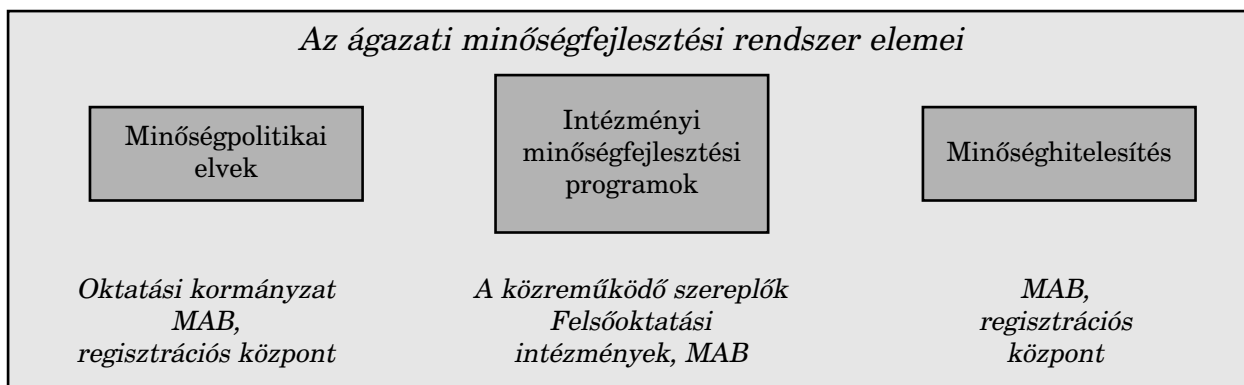 Az ágazati minőségfejlesztési rendszer elemei
Minőségpolitikai
elvek
Intézményi
minőségfejlesztési
programok
Minőséghitelesítés
Oktatási kormányzat
MAB,
regisztrációs központ
A közreműködő szereplők
Felsőoktatási
intézmények, MAB
MAB,
regisztrációs
központ